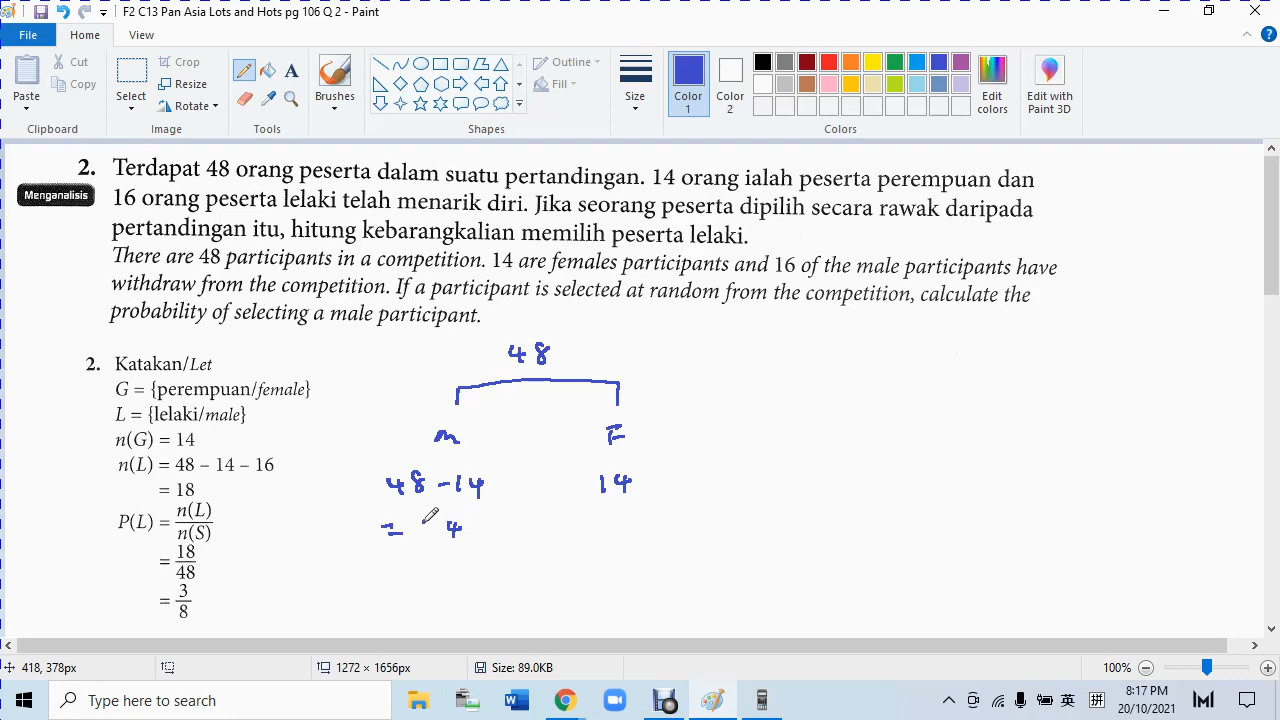 F2 C13 Pan Asia Lots and Hots pg 106 Q 2 - Paint
File Home View
Paste Cut Copy Clipboard
Select Crop Resize Rotate Image
Tools
Brushes
Outline Fill Shapes
Size
Color 1 Color 2 Edit colors Colors
Edit with Paint 3D
2. Terdapat 48 orang peserta dalam suatu pertandingan. 14 orang ialah peserta perempuan dan
Menganalisis
16 orang peserta lelaki telah menarik diri. Jika seorang peserta dipilih secara rawak daripada
pertandingan itu, hitung kebarangkalian memilih peserta lelaki.
There are 48 participants in a competition. 14 are females participants and 16 of the male participants have
withdraw from the competition. If a participant is selected at random from the competition, calculate the
probability of selecting a male participant.
2. Katakan/Let
G = {perempuan/female}
L = {lelaki/male}
n(G) = 14
n(L) = 48 – 14 – 16
= 18
P(L) = n(L)/n(S)
= 18/48
= 3/8
48
m F
48 - 14 14
= 4
418, 378px 1272 × 1656px Size: 89.0KB 100%
Type here to search
英 拼
8:17 PM
20/10/2021